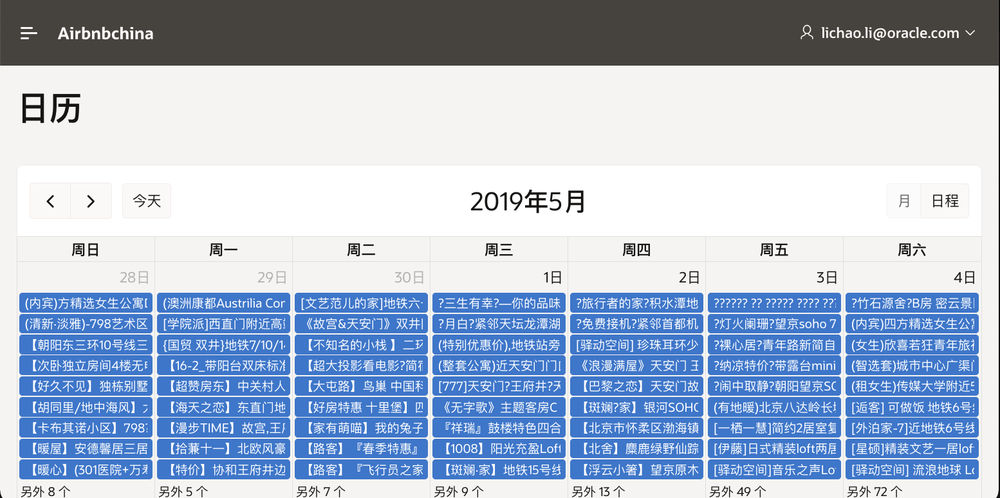 Airbnbchina
lichao.li@oracle.com
日历
今天
2019年5月
月 日程
周日 周一 周二 周三 周四 周五 周六
28日 29日 30日 1日 2日 3日 4日
(内宾)方精选女生公寓 (澳洲康都Austrilia Cor [文艺范儿的家]地铁六 ?三生有幸?—你的品味 ?旅行者的家?积水潭地 ?????? ?? ????? ???? ?? ?竹石源舍?B房 密云景
(清新·淡雅)-798艺术区 [学院派]西直门附近高 《故宫&天安门》双井 ?月白?紧邻天坛龙潭湖 ?免费接机?紧邻首都机 ?灯火阑珊?望京soho 7 (内宾)四方精选女生公
【朝阳东三环10号线三 {国贸 双井}地铁7/10/14 【不知名的小栈 】二环 (特别优惠价),地铁站旁 [驿动空间] 珍珠耳环少 ?裸心居?青年路新简自 (女生)欣喜若狂青年旅
【次卧独立房间4楼无 【16-2_带阳台双床标准 【超大投影看电影?简 (整套公寓)近天安门门 《浪漫满屋》天安门 王 ?纳凉特价?带露台mini (智选套)城市中心广渠门
【好久不见】独栋别墅 【超赞房东】中关村人 【大屯路】鸟巢 中国科 [777]天安门?王府井?天 【巴黎之恋】天安门故 ?闹中取静?朝阳望京SO (租女生)传媒大学附近5
【胡同里/地中海风】 【海天之恋】东直门地 【好房特惠 十里堡】四 《无字歌》主题客房C 【斑斓?家】银河SOHO (有地暖)北京八达岭长 [逅客] 可做饭 地铁6号
【卡布其诺小区】798? 【漫步TIME】故宫,王府 【家有萌喵】我的兔子 『祥瑞』鼓楼特色四合 【北京市怀柔区渤海镇 [一栖一慧]简约2居室复 [外泊家-7]近地铁6号线
【暖屋】安德馨居三居 【拾蒹十一】北欧风豪 【路客】『春季特惠』 【1008】阳光充盈Loft 【北舍】麋鹿绿野仙踪 [伊藤]日式精装loft两居 [星硕]精装文艺一居lof
【暖心】(301医院+万寿 【特价】协和王府井边 【路客】『飞行员之家 【斑斓·家】地铁15号线 【浮云小箸】望京原木 [驿动空间]音乐之声Lo [驿动空间] 流浪地球 Lo
另外 8 个 另外 5 个 另外 7 个 另外 9 个 另外 13 个 另外 49 个 另外 72 个